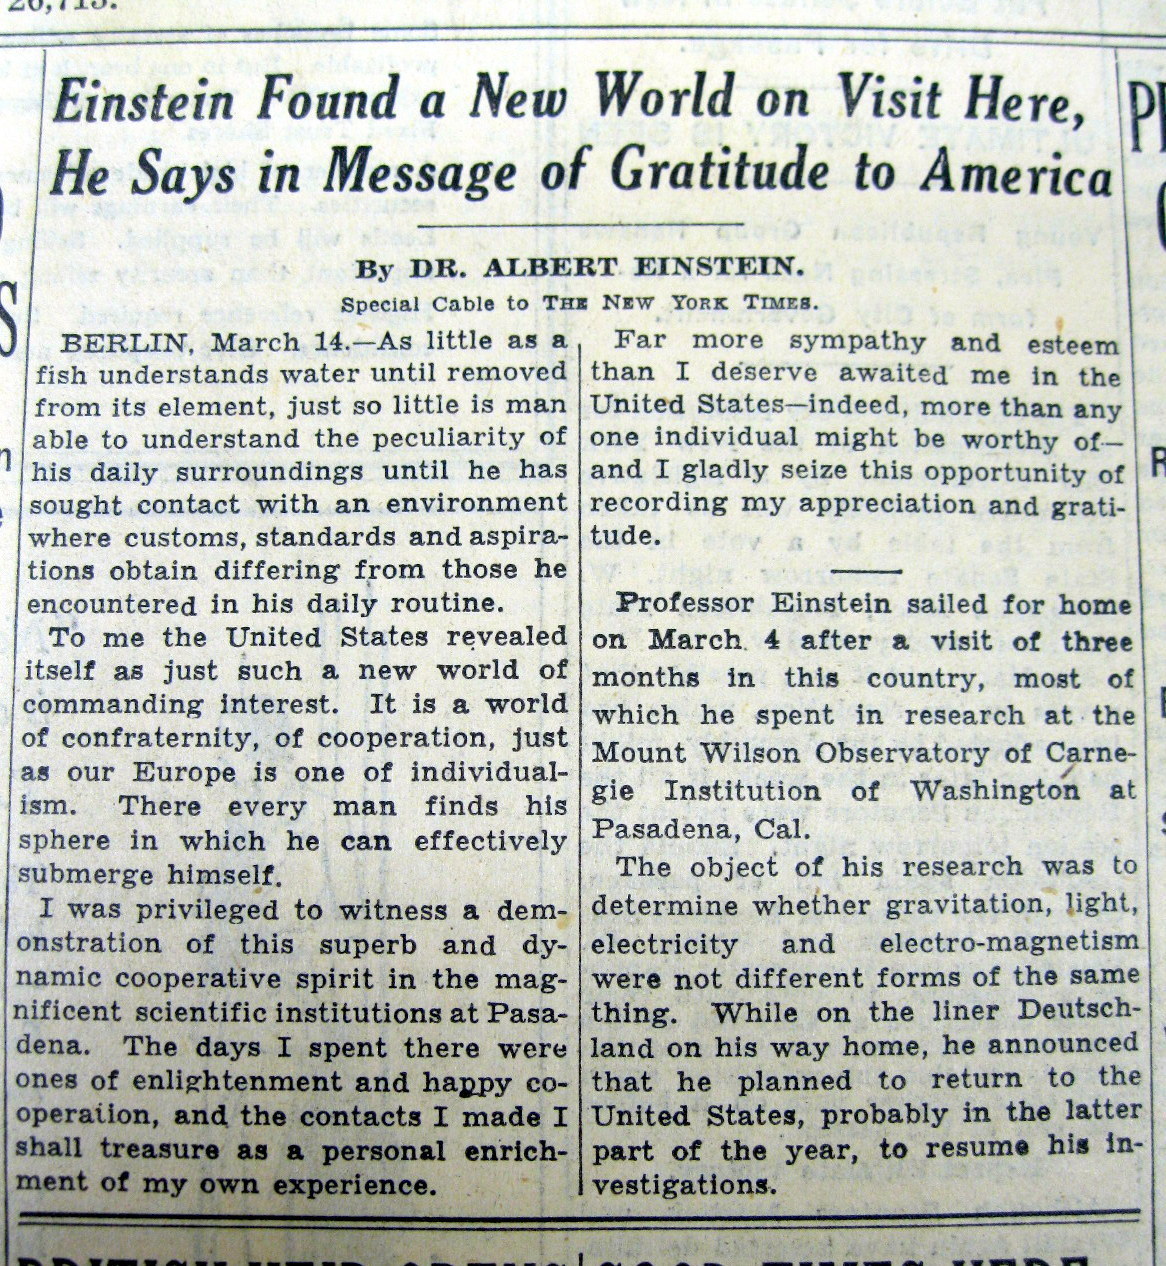 26,713.
Einstein Found a New World on Visit Here,
He Says in Message of Gratitude to America
By DR. ALBERT EINSTEIN.
Special Cable to THE NEW YORK TIMES.
BERLIN, March 14.—As little as a
fish understands water until removed
from its element, just so little is man
able to understand the peculiarity of
his daily surroundings until he has
sought contact with an environment
where customs, standards and aspira-
tions obtain differing from those he
encountered in his daily routine.
To me the United States revealed
itself as just such a new world of
commanding interest. It is a world
of confraternity, of cooperation, just
as our Europe is one of individual-
ism. There every man finds his
sphere in which he can effectively
submerge himself.
I was privileged to witness a dem-
onstration of this superb and dy-
namic cooperative spirit in the mag-
nificent scientific institutions at Pasa-
dena. The days I spent there were
ones of enlightenment and happy co-
operation, and the contacts I made I
shall treasure as a personal enrich-
ment of my own experience.
Far more sympathy and esteem
than I deserve awaited me in the
United States—indeed, more than any
one individual might be worthy of—
and I gladly seize this opportunity of
recording my appreciation and grati-
tude.
Professor Einstein sailed for home
on March 4 after a visit of three
months in this country, most of
which he spent in research at the
Mount Wilson Observatory of Carne-
gie Institution of Washington at
Pasadena, Cal.
The object of his research was to
determine whether gravitation, light,
electricity and electro-magnetism
were not different forms of the same
thing. While on the liner Deutsch-
land on his way home, he announced
that he planned to return to the
United States, probably in the latter
part of the year, to resume his in-
vestigations.